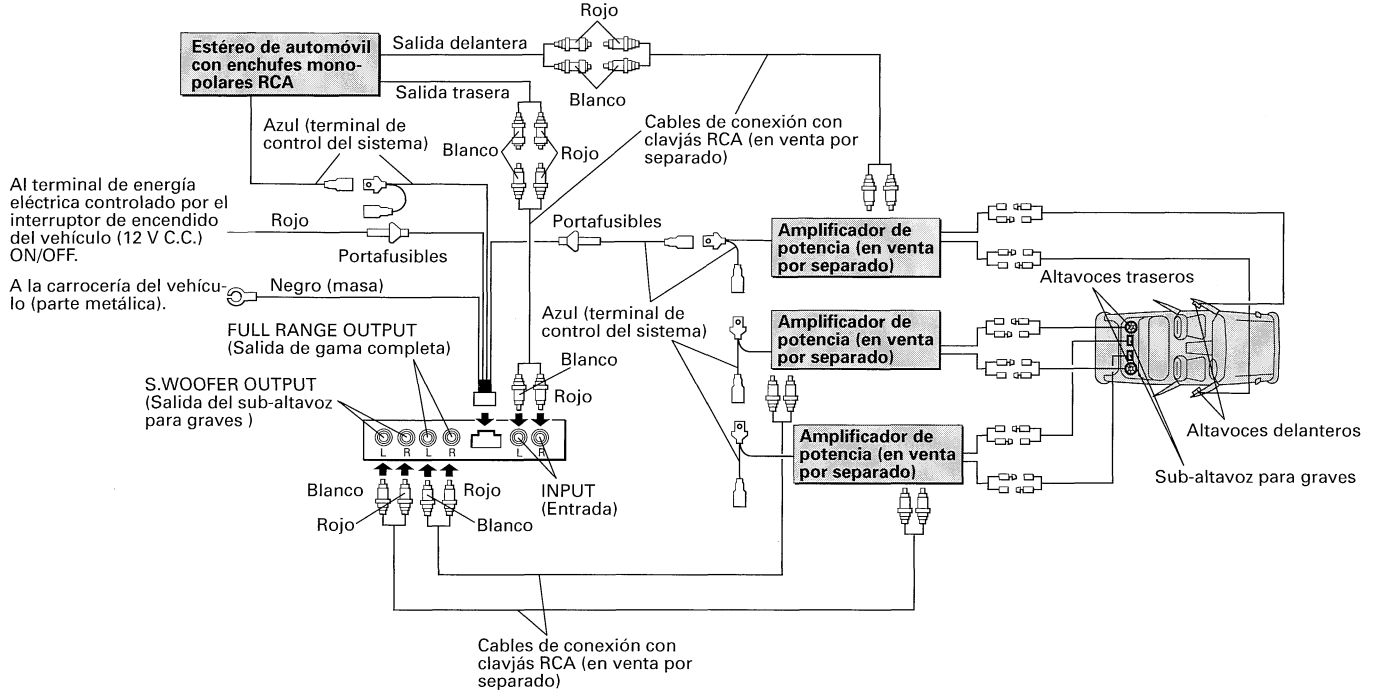 Rojo
Estéreo de automóvil
con enchufes mono-
polares RCA
Salida delantera
Blanco
Salida trasera
Azul (terminal de
control del sistema)
Blanco
Rojo
Cables de conexión con
clavjás RCA (en venta por
separado)
Al terminal de energía
eléctrica controlado por el
interruptor de encendido
del vehículo (12 V C.C.)
ON/OFF.
Rojo
Portafusibles
Portafusibles
Amplificador de
potencia (en venta
por separado)
Altavoces traseros
A la carrocería del vehícu-
lo (parte metálica).
Negro (masa)
Azul (terminal de
control del sistema)
Amplificador de
potencia (en venta
por separado)
FULL RANGE OUTPUT
(Salida de gama completa)
Blanco
Rojo
S.WOOFER OUTPUT
(Salida del sub-altavoz
para graves )
L R L R L R
Amplificador de
potencia (en venta
por separado)
Altavoces delanteros
Sub-altavoz para graves
Blanco
Rojo
Rojo
Blanco
INPUT
(Entrada)
Cables de conexión con
clavjás RCA (en venta por
separado)